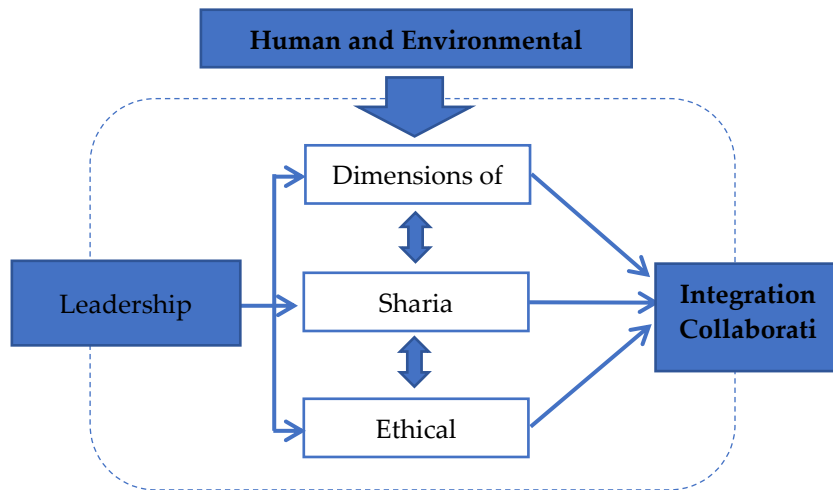 Human and Environmental
Dimensions of
Leadership
Sharia
Integration
Collaborati
Ethical